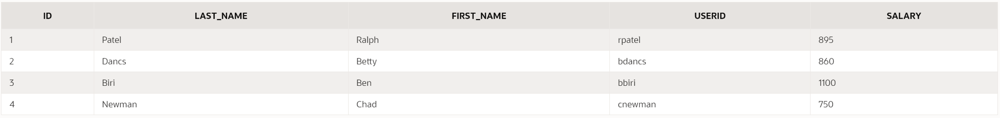 ID LAST_NAME FIRST_NAME USERID SALARY
1 Patel Ralph rpatel 895
2 Dancs Betty bdancs 860
3 Biri Ben bbiri 1100
4 Newman Chad cnewman 750